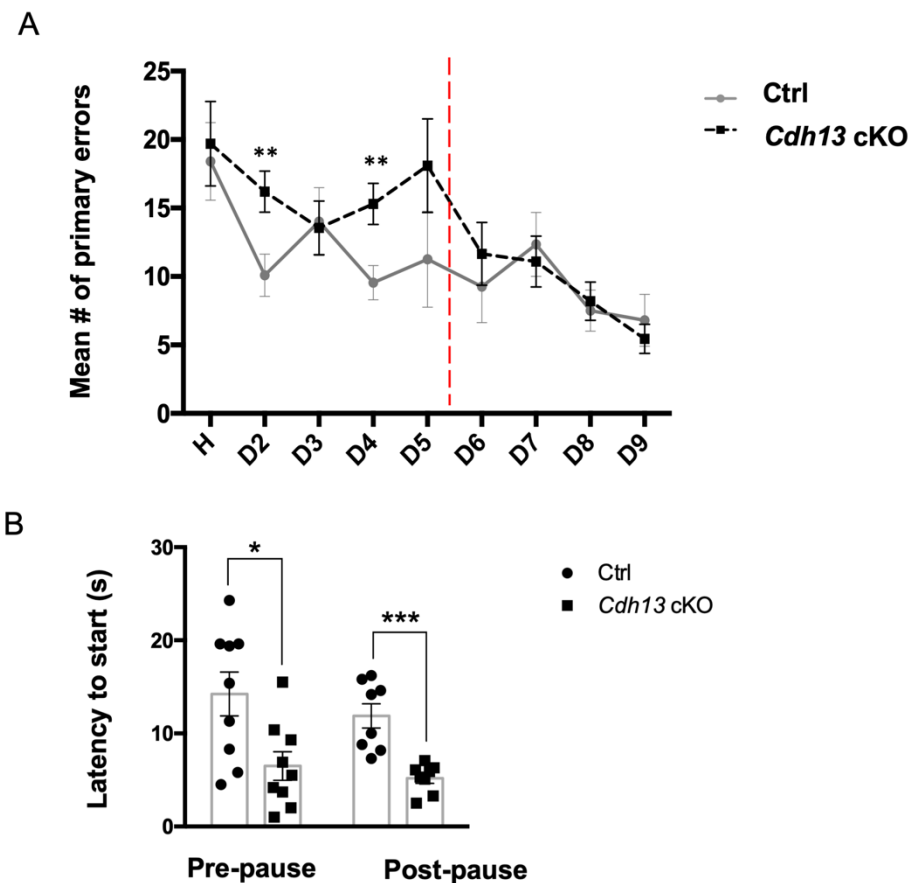 A
Mean # of primary errors
25
20
15
10
5
0
** **
H D2 D3 D4 D5 D6 D7 D8 D9
Ctrl
Cdh13 cKO
B
Latency to start (s)
30
20
10
0
*
***
Pre-pause Post-pause
Ctrl
Cdh13 cKO